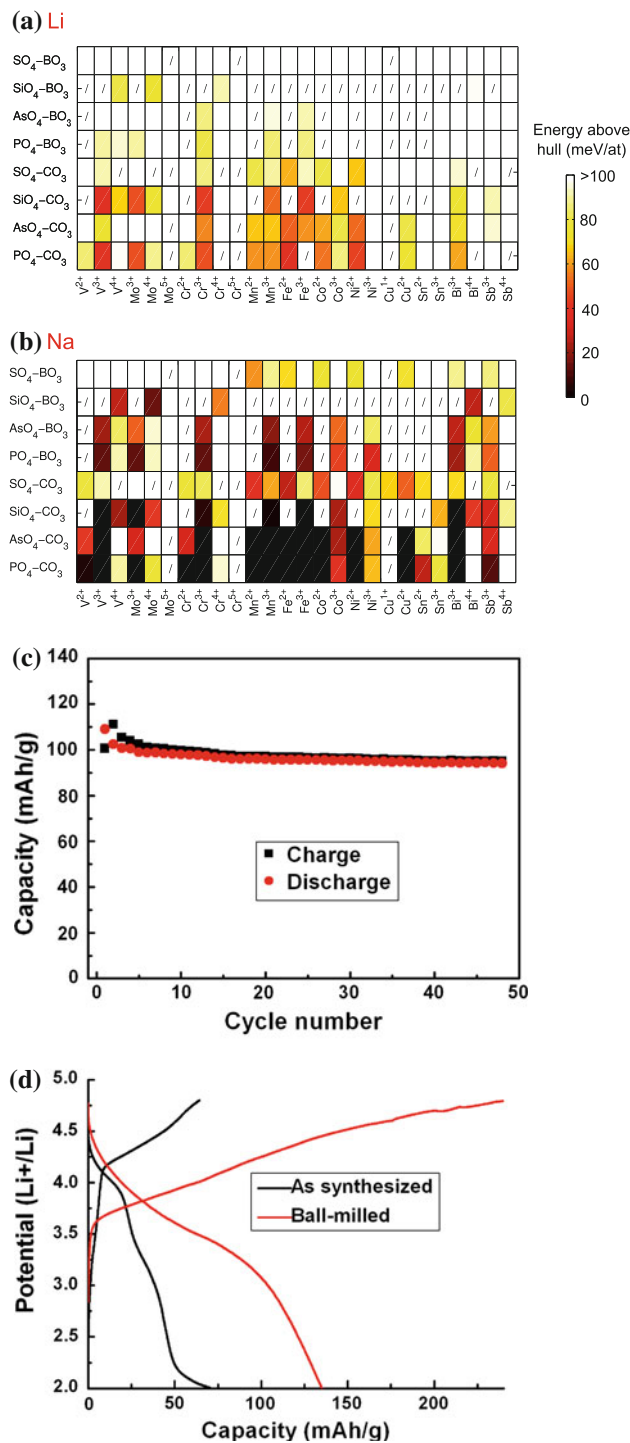 (a) Li
SO₄–BO₃
SiO₄–BO₃
AsO₄–BO₃
PO₄–BO₃
SO₄–CO₃
SiO₄–CO₃
AsO₄–CO₃
PO₄–CO₃
V²⁺ V³⁺ V⁴⁺ Mo³⁺ Mo⁴⁺ Mo⁵⁺ Cr²⁺ Cr³⁺ Cr⁴⁺ Cr⁵⁺ Mn²⁺ Mn³⁺ Fe²⁺ Fe³⁺ Co²⁺ Co³⁺ Ni²⁺ Ni³⁺ Cu¹⁺ Cu²⁺ Sn²⁺ Sn³⁺ Bi³⁺ Bi⁴⁺ Sb³⁺ Sb⁴⁺
Energy above
hull (meV/at)
>100
80
60
40
20
0
(b) Na
SO₄–BO₃
SiO₄–BO₃
AsO₄–BO₃
PO₄–BO₃
SO₄–CO₃
SiO₄–CO₃
AsO₄–CO₃
PO₄–CO₃
V²⁺ V³⁺ V⁴⁺ Mo³⁺ Mo⁴⁺ Mo⁵⁺ Cr²⁺ Cr³⁺ Cr⁴⁺ Cr⁵⁺ Mn²⁺ Mn³⁺ Fe²⁺ Fe³⁺ Co²⁺ Co³⁺ Ni²⁺ Ni³⁺ Cu¹⁺ Cu²⁺ Sn²⁺ Sn³⁺ Bi³⁺ Bi⁴⁺ Sb³⁺ Sb⁴⁺
(c)
140
120
100
80
60
40
20
0
Capacity (mAh/g)
Charge
Discharge
0 10 20 30 40 50
Cycle number
(d)
5.0
4.5
4.0
3.5
3.0
2.5
2.0
Potential (Li+/Li)
As synthesized
Ball-milled
0 50 100 150 200
Capacity (mAh/g)